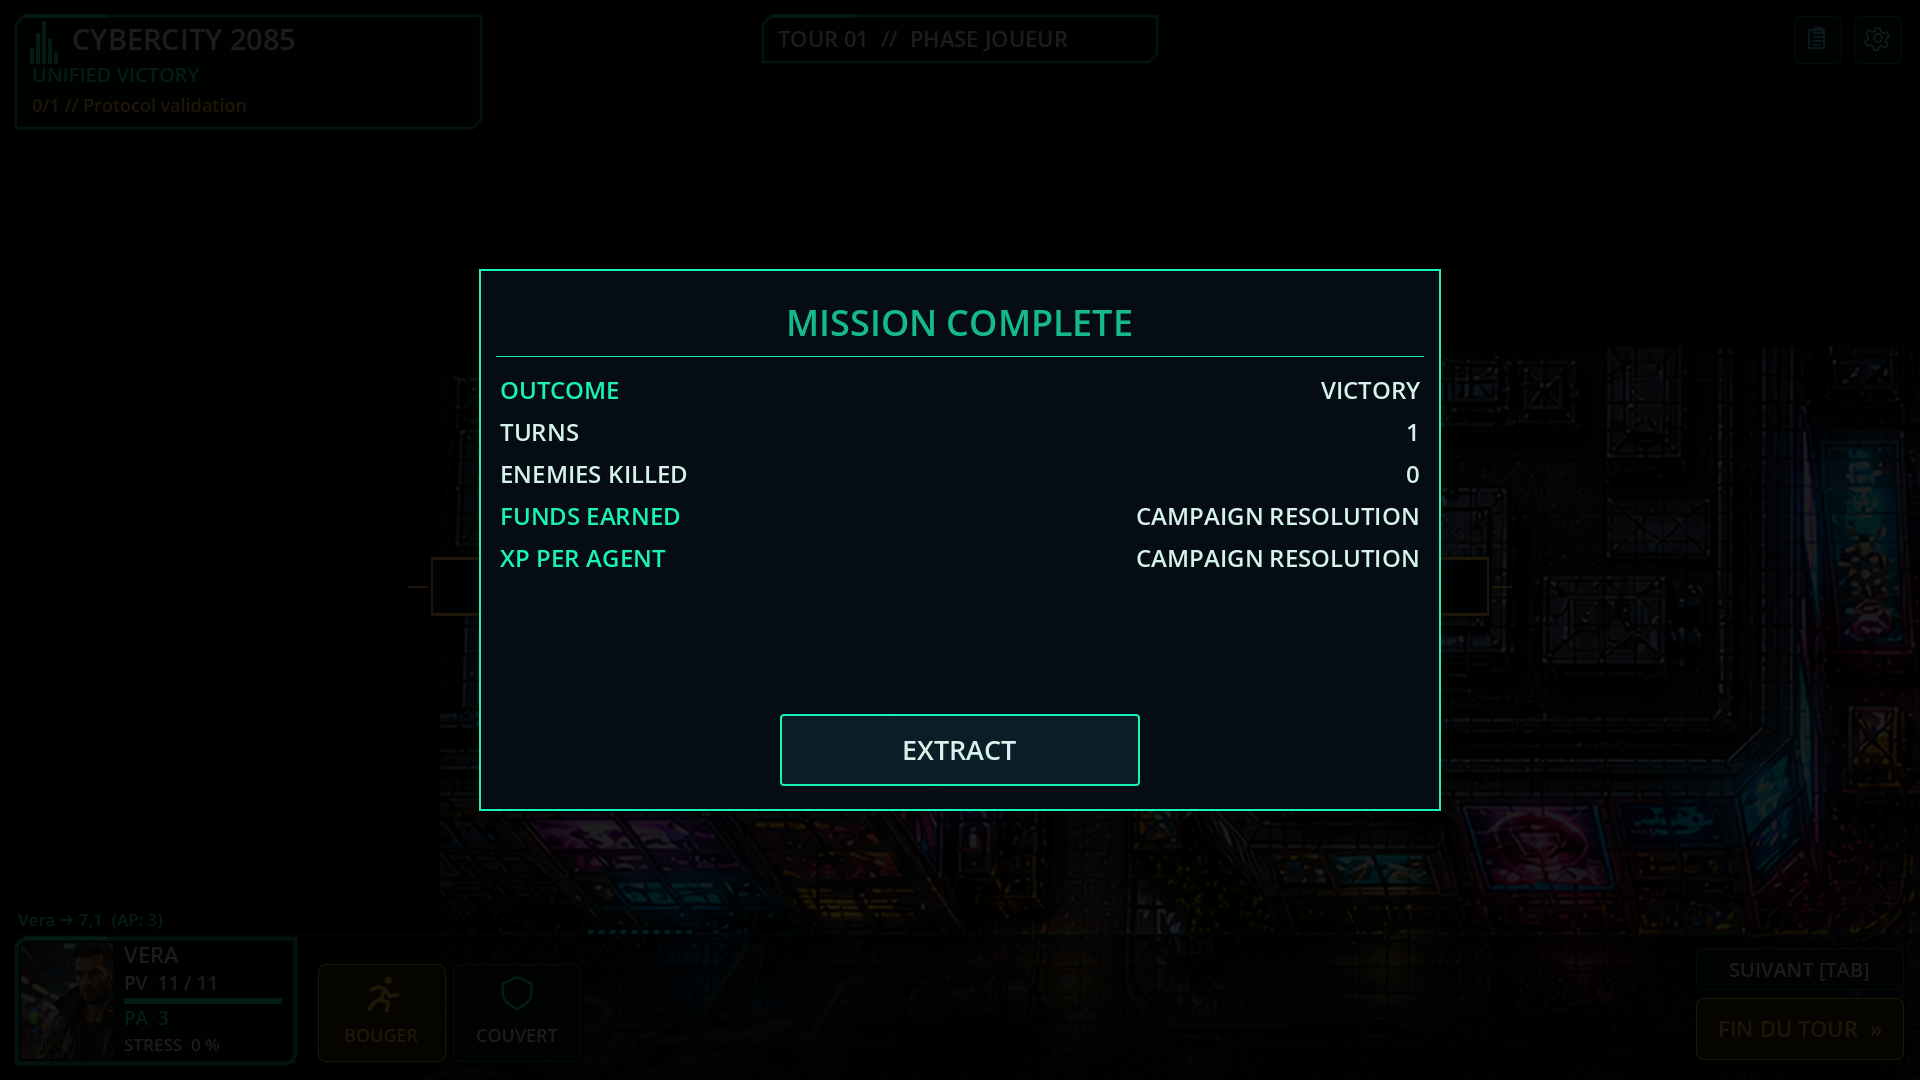 CYBERCITY 2085
UNIFIED VICTORY
0/1 // Protocol validation
TOUR 01 // PHASE JOUEUR
MISSION COMPLETE
OUTCOME VICTORY
TURNS 1
ENEMIES KILLED 0
FUNDS EARNED CAMPAIGN RESOLUTION
XP PER AGENT CAMPAIGN RESOLUTION
EXTRACT
Vera → 7,1 (AP: 3)
VERA
PV 11 / 11
PA 3
STRESS 0 %
BOUGER
COUVERT
SUIVANT [TAB]
FIN DU TOUR »